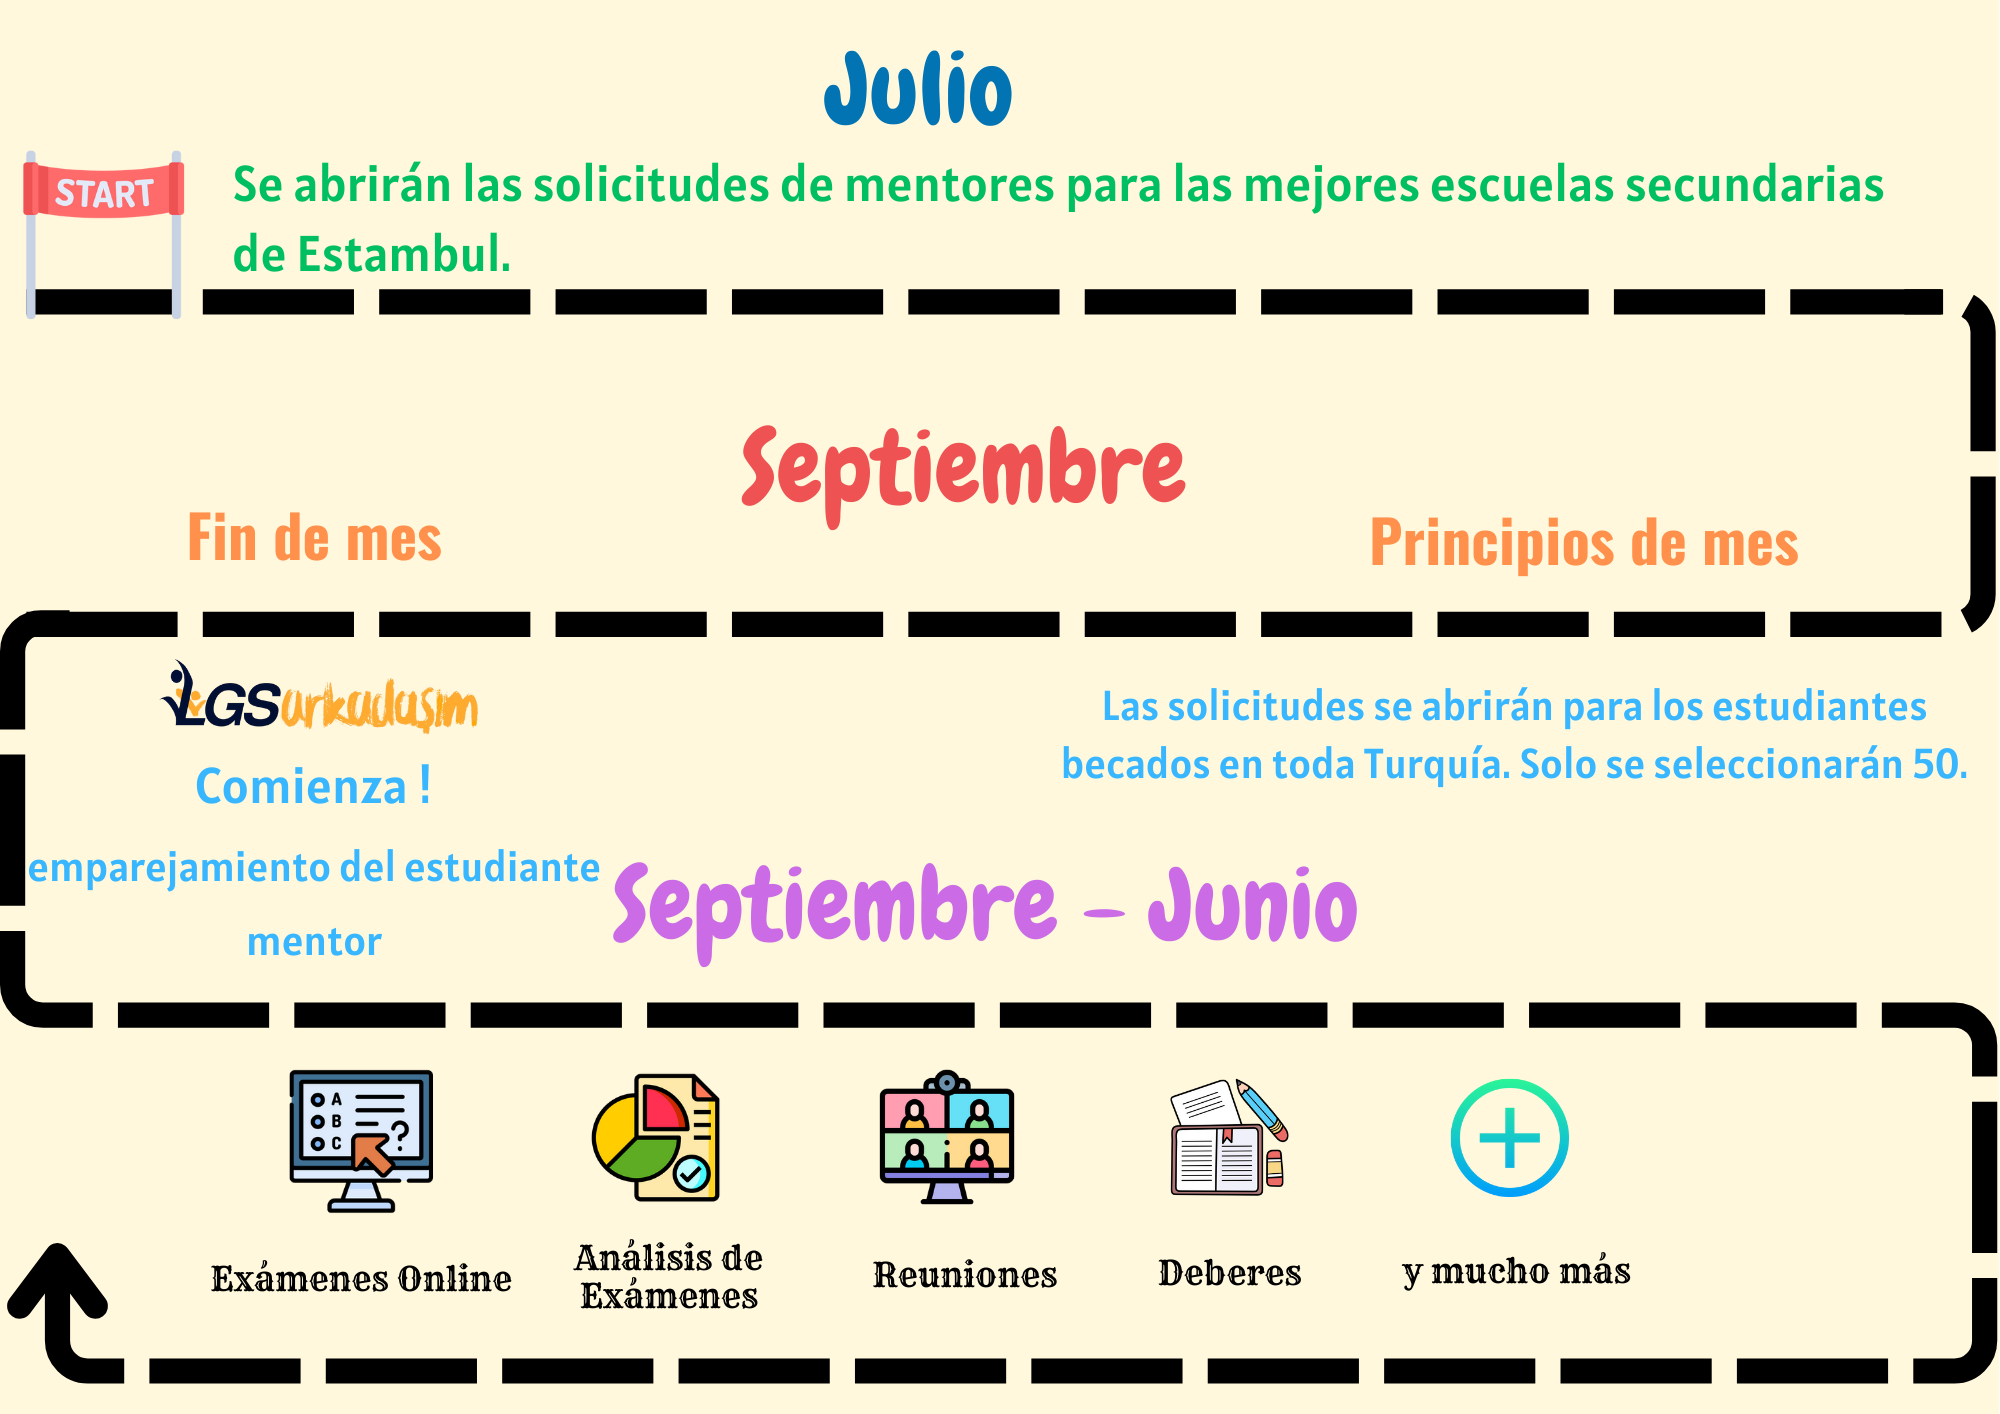 Julio
START
Se abrirán las solicitudes de mentores para las mejores escuelas secundarias
de Estambul.
Septiembre
Fin de mes
Principios de mes
LGSarkadaşım
Comienza !
emparejamiento del estudiante
mentor
Las solicitudes se abrirán para los estudiantes
becados en toda Turquía. Solo se seleccionarán 50.
Septiembre - Junio
A
B
C
?
Exámenes Online
Análisis de
Exámenes
Reuniones
Deberes
y mucho más